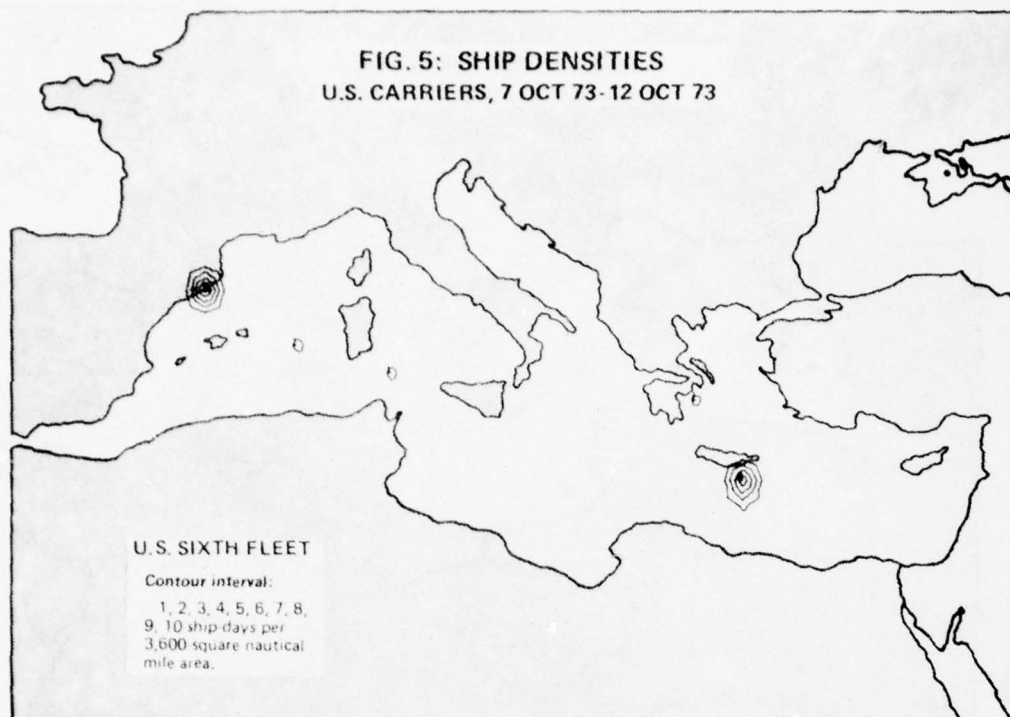 FIG. 5: SHIP DENSITIES
U.S. CARRIERS, 7 OCT 73-12 OCT 73
U.S. SIXTH FLEET
Contour interval:
1, 2, 3, 4, 5, 6, 7, 8,
9, 10 ship-days per
3,600 square nautical
mile area.